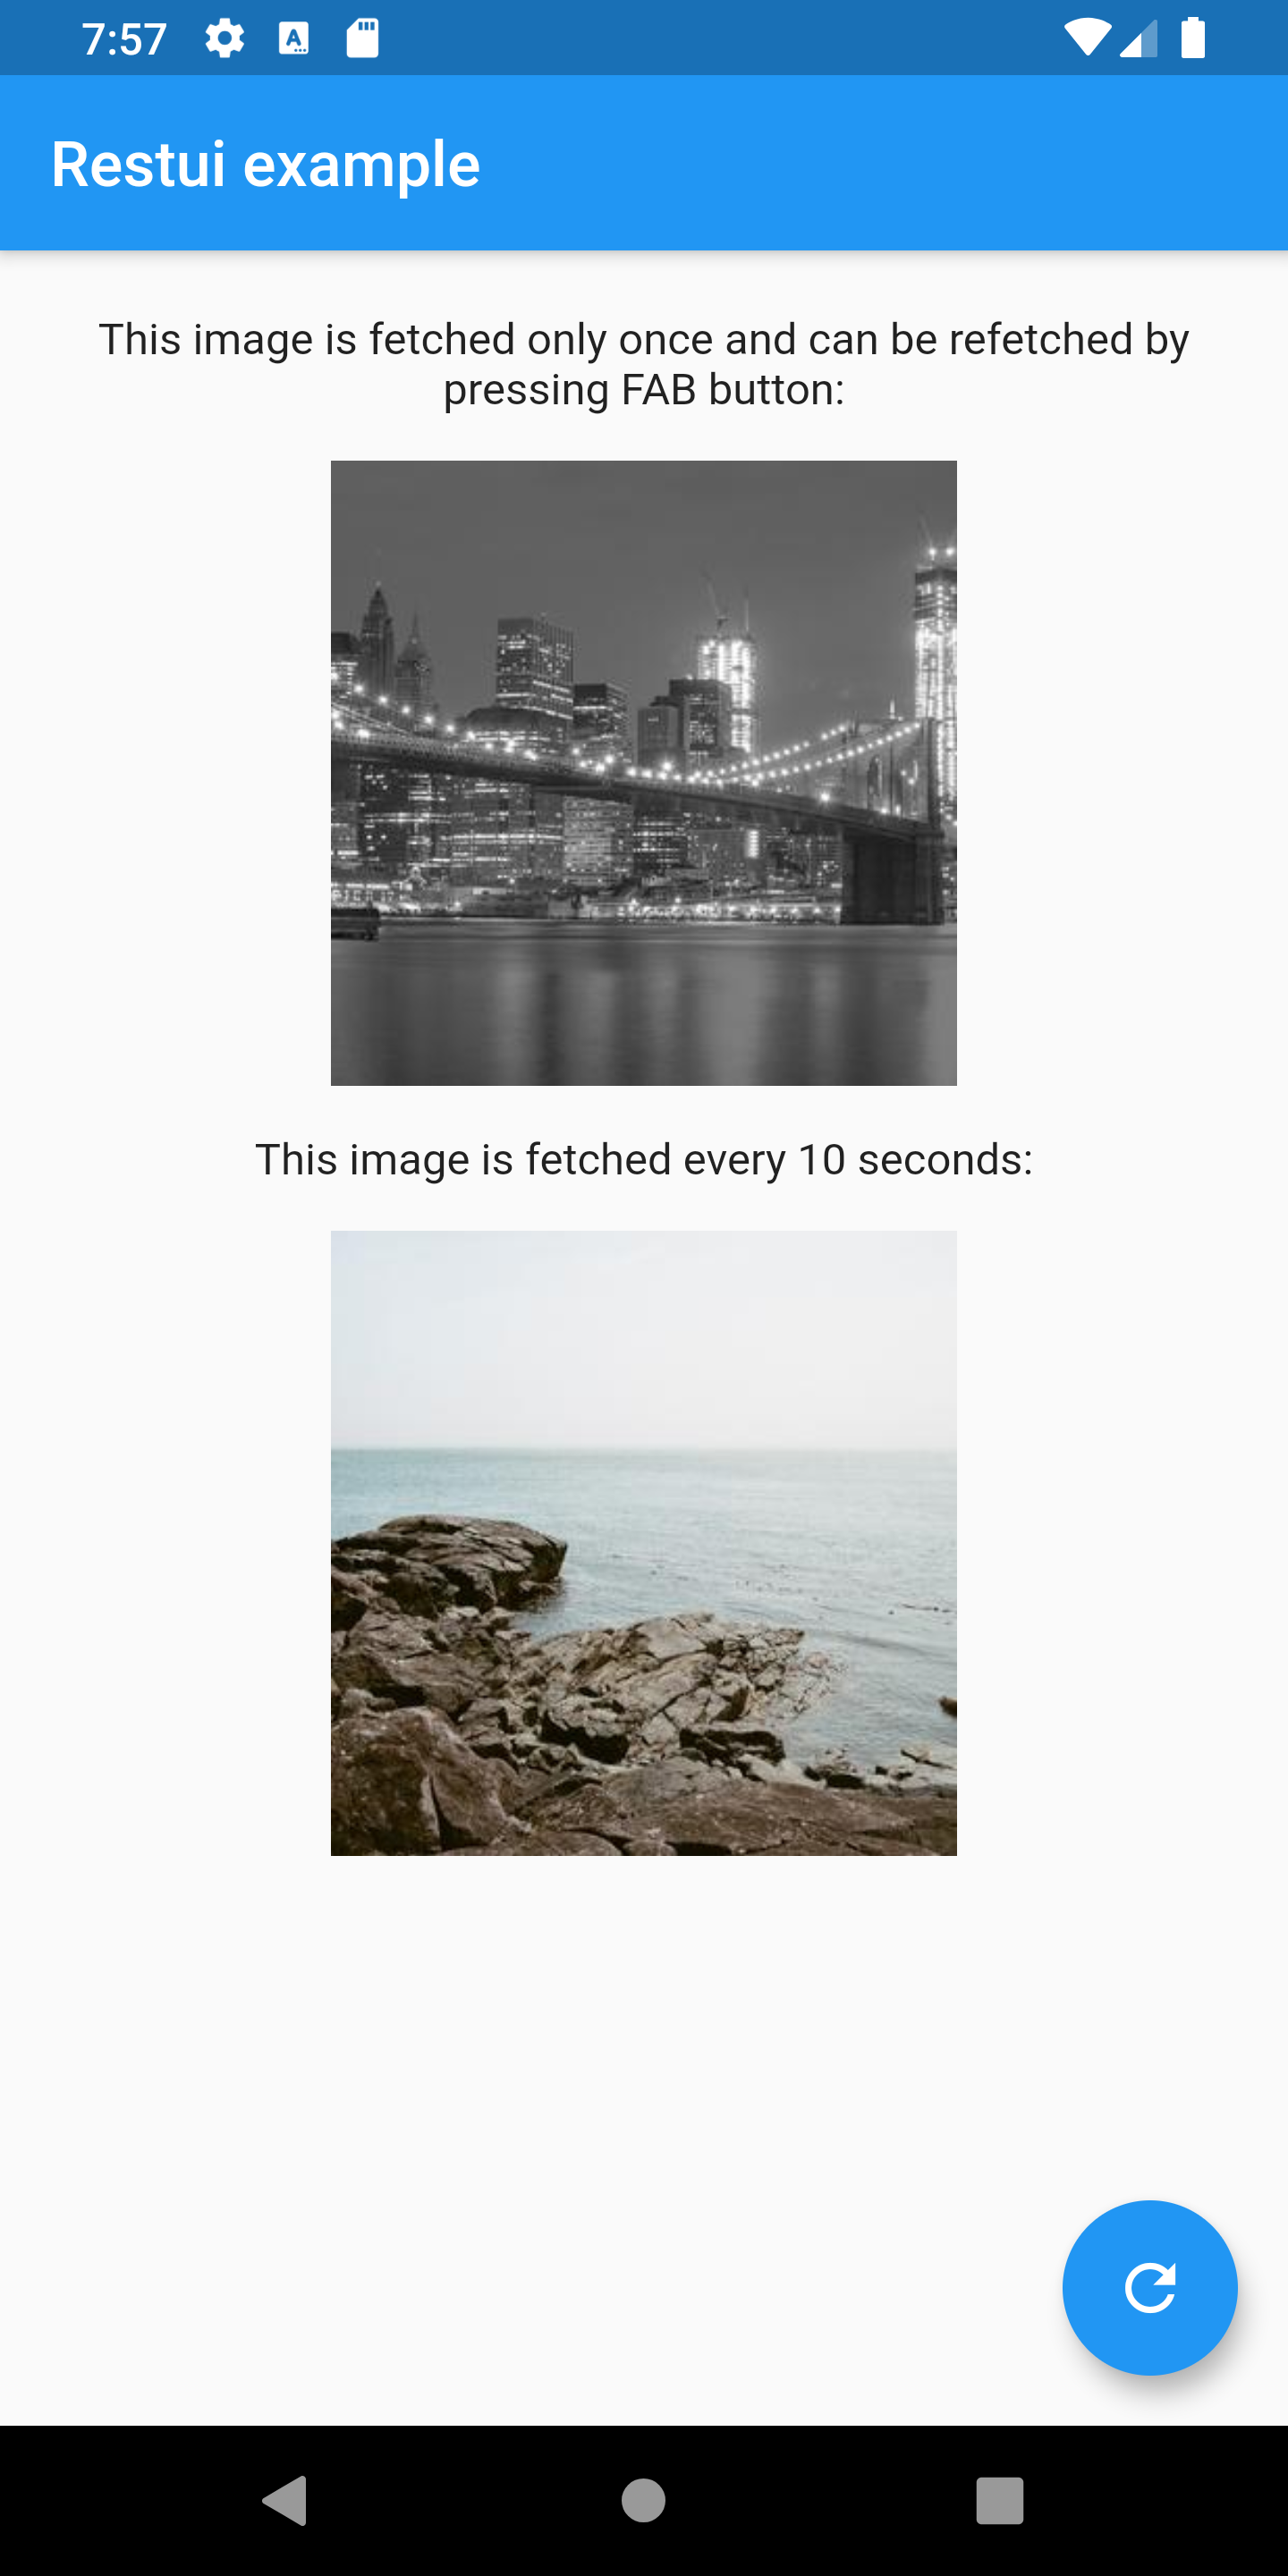 7:57
Restui example
This image is fetched only once and can be refetched by
pressing FAB button:
This image is fetched every 10 seconds: